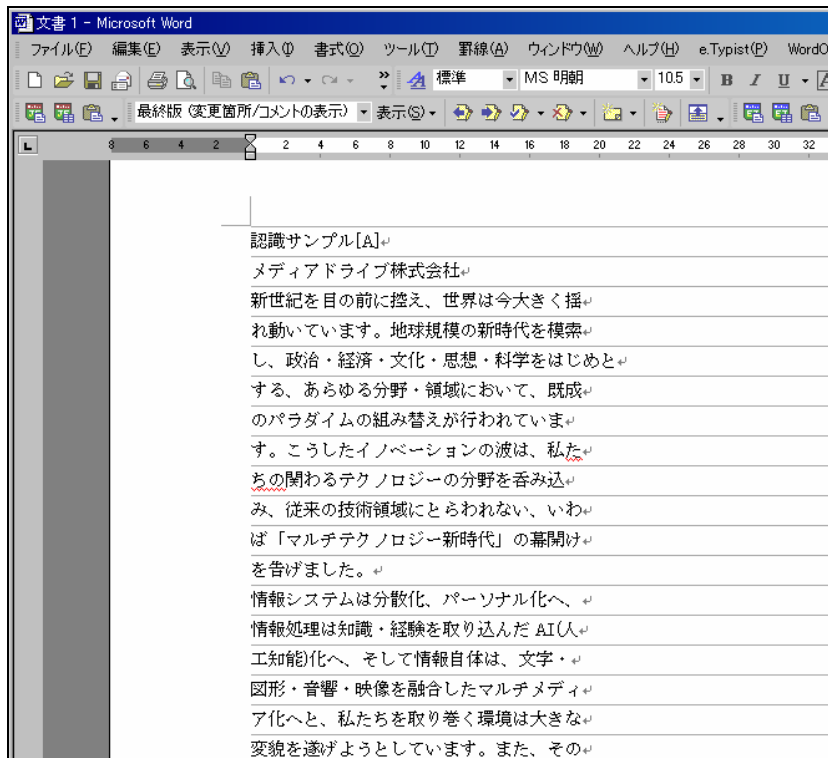 文書 1 - Microsoft Word
ファイル(F) 編集(E) 表示(V) 挿入(I) 書式(O) ツール(T) 罫線(A) ウィンドウ(W) ヘルプ(H) e.Typist(P)
標準 MS 明朝 10.5 B I U A
最終版 (変更箇所/コメントの表示) 表示(S)
8 6 4 2 2 4 6 8 10 12 14 16 18 20 22 24 26 28 30 32
認識サンプル[A]
メディアドライブ株式会社
新世紀を目の前に控え、世界は今大きく揺
れ動いています。地球規模の新時代を模索
し、政治・経済・文化・思想・科学をはじめと
する、あらゆる分野・領域において、既成
のパラダイムの組み替えが行われていま
す。こうしたイノベーションの波は、私た
ちの関わるテクノロジーの分野を呑み込
み、従来の技術領域にとらわれない、いわ
ば「マルチテクノロジー新時代」の幕開け
を告げました。
情報システムは分散化、パーソナル化へ、
情報処理は知識・経験を取り込んだ AI(人
工知能)化へ、そして情報自体は、文字・
図形・音響・映像を融合したマルチメディ
ア化へと、私たちを取り巻く環境は大きな
変貌を遂げようとしています。また、その